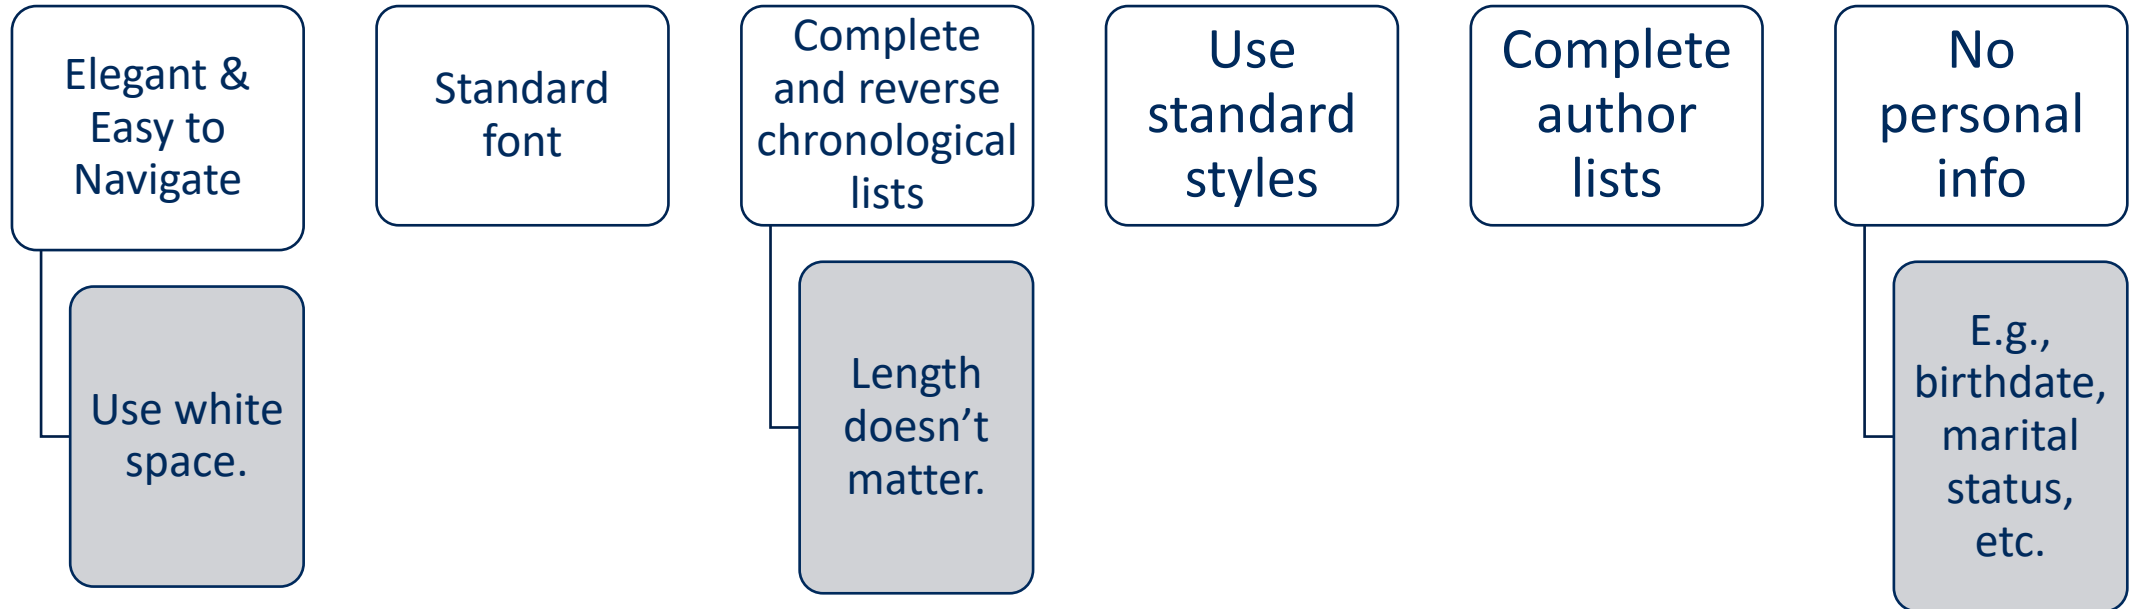 Elegant &
Easy to
Navigate
Use white
space.
Standard
font
Complete
and reverse
chronological
lists
Length
doesn’t
matter.
Use
standard
styles
Complete
author
lists
No
personal
info
E.g.,
birthdate,
marital
status,
etc.